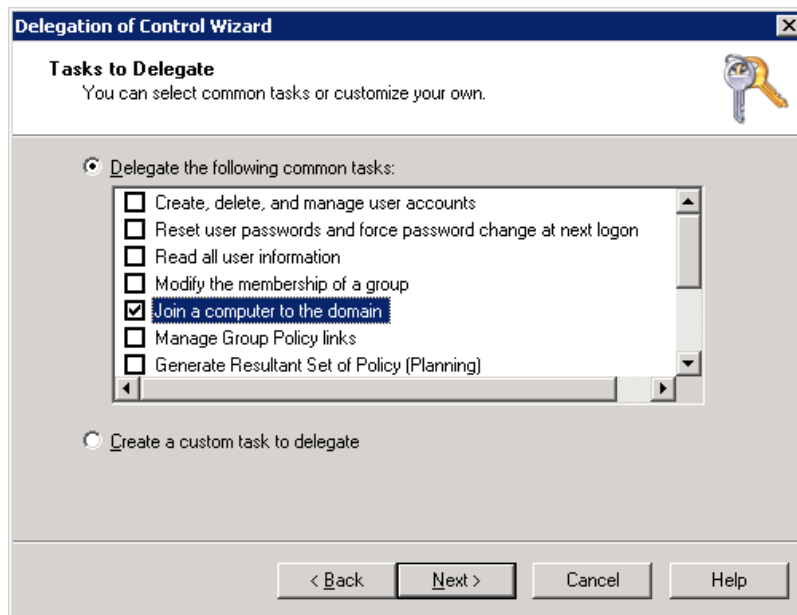 Delegation of Control Wizard
Tasks to Delegate
You can select common tasks or customize your own.
Delegate the following common tasks:
Create, delete, and manage user accounts
Reset user passwords and force password change at next logon
Read all user information
Modify the membership of a group
Join a computer to the domain
Manage Group Policy links
Generate Resultant Set of Policy (Planning)
Create a custom task to delegate
< Back Next > Cancel Help